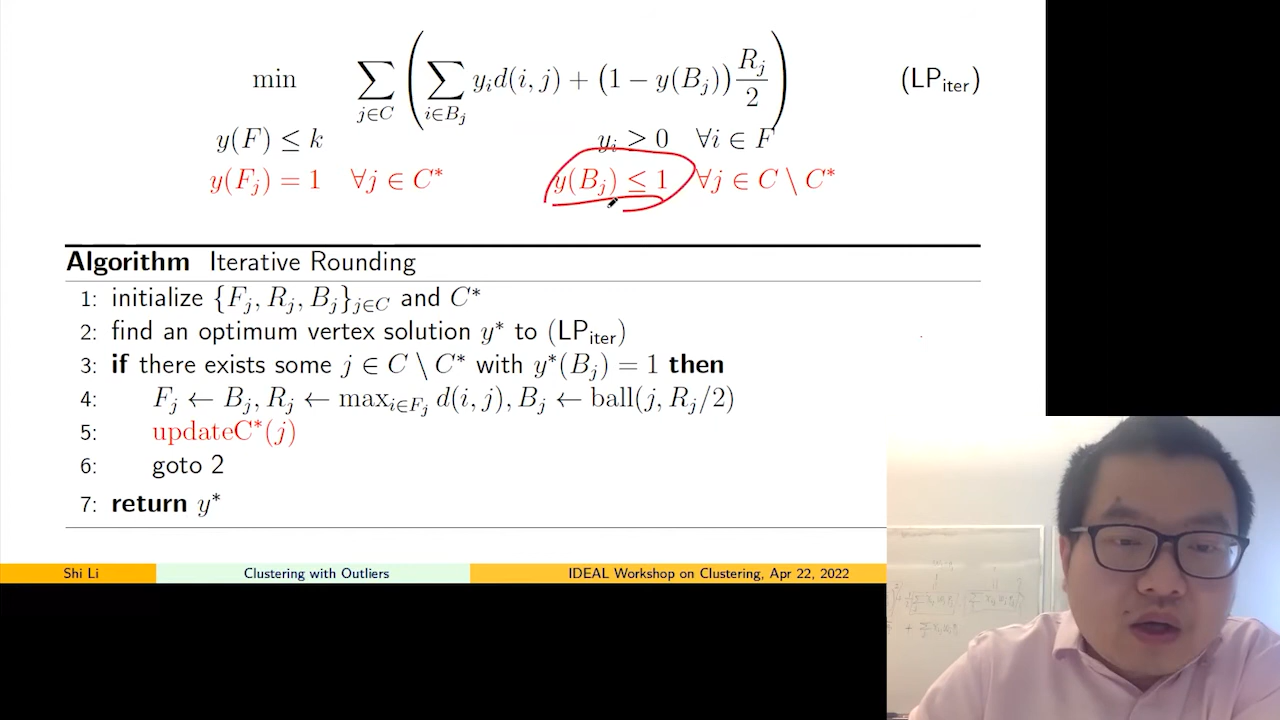 min ∑_{j∈C} ( ∑_{i∈B_j} y_i d(i, j) + (1 − y(B_j)) R_j/2 ) (LP_iter)
y(F) ≤ k y_i ≥ 0 ∀i ∈ F
y(F_j) = 1 ∀j ∈ C* y(B_j) ≤ 1 ∀j ∈ C \ C*
Algorithm Iterative Rounding
1: initialize {F_j, R_j, B_j}_{j∈C} and C*
2: find an optimum vertex solution y* to (LP_iter)
3: if there exists some j ∈ C \ C* with y*(B_j) = 1 then
4: F_j ← B_j, R_j ← max_{i∈F_j} d(i, j), B_j ← ball(j, R_j/2)
5: updateC*(j)
6: goto 2
7: return y*
Shi Li Clustering with Outliers IDEAL Workshop on Clustering, Apr 22, 2022